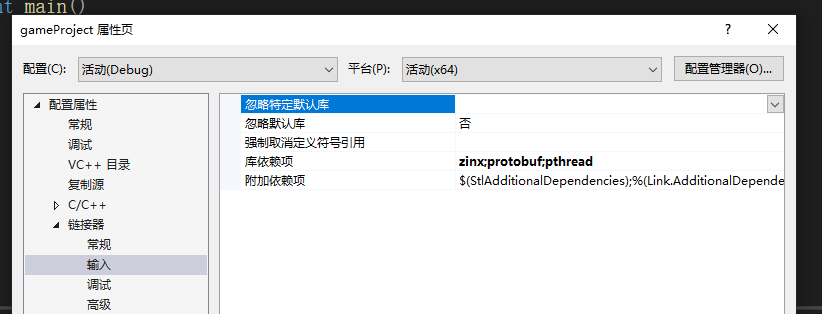 nt main()
gameProject 属性页
? ×
配置(C): 活动(Debug) 平台(P): 活动(x64) 配置管理器(O)...
配置属性
常规
调试
VC++ 目录
复制源
C/C++
链接器
常规
输入
调试
高级
忽略特定默认库
忽略默认库 否
强制取消定义符号引用
库依赖项 zinx;protobuf;pthread
附加依赖项 $(StlAdditionalDependencies);%(Link.AdditionalDepende